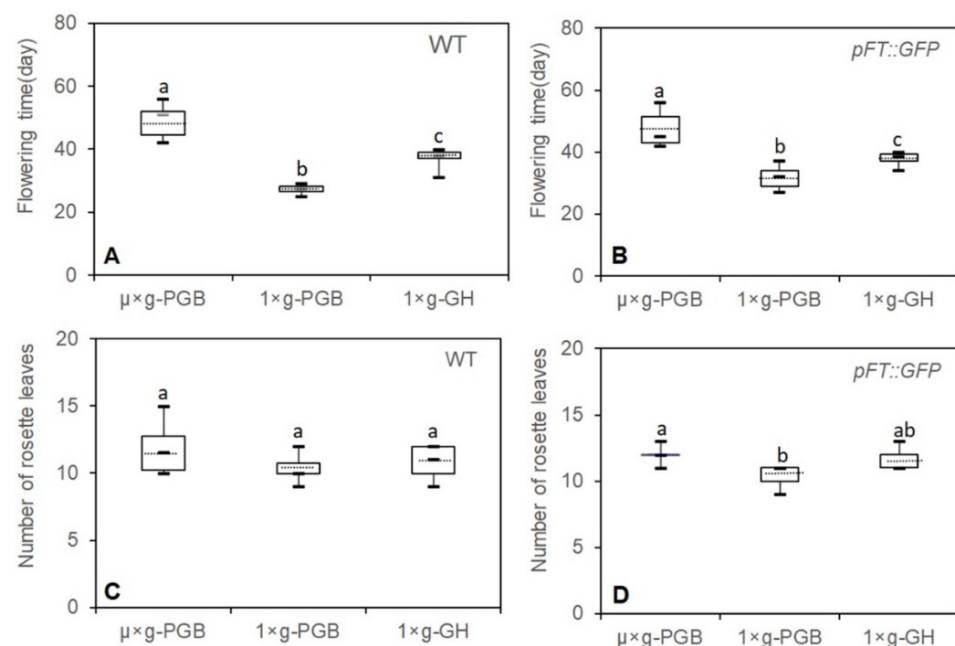 80
60
40
20
0
Flowering time(day)
WT
a
b
c
A
μ×g-PGB 1×g-PGB 1×g-GH
80
60
40
20
0
Flowering time(day)
pFT::GFP
a
b
c
B
μ×g-PGB 1×g-PGB 1×g-GH
20
15
10
5
0
Number of rosette leaves
WT
a
a
a
C
μ×g-PGB 1×g-PGB 1×g-GH
20
15
10
5
0
Number of rosette leaves
pFT::GFP
a
b
ab
D
μ×g-PGB 1×g-PGB 1×g-GH